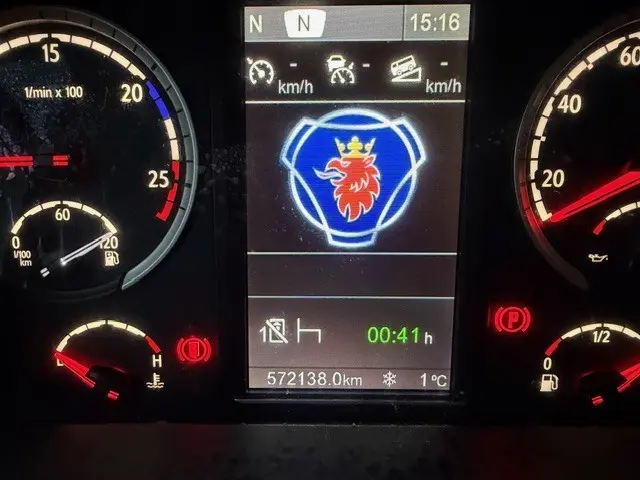 N N 15:16
- - -
km/h km/h
15
1/min x 100
20
25
60
0 120
l/100
km
H
1
00:41 h
572138.0km 1 °C
60
40
20
P
1/2
0